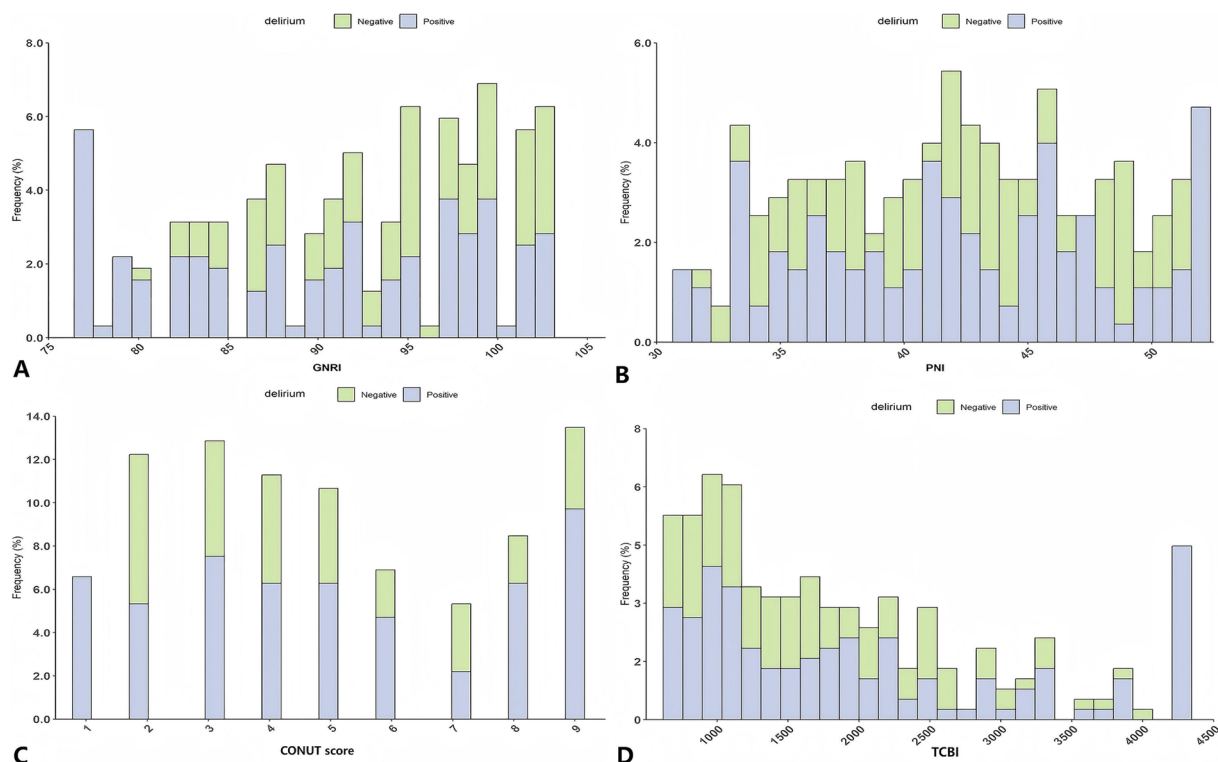 delirium Negative Positive
8.0
6.0
4.0
2.0
0.0
Frequency (%)
75 80 85 90 95 100 105
GNRI
A
delirium Negative Positive
6.0
4.0
2.0
0.0
Frequency (%)
30 35 40 45 50
PNI
B
delirium Negative Positive
14.0
12.0
10.0
8.0
6.0
4.0
2.0
0.0
Frequency (%)
1 2 3 4 5 6 7 8 9
CONUT score
C
delirium Negative Positive
8
6
5
3
2
0
Frequency (%)
1000 1500 2000 2500 3000 3500 4000 4500
TCBI
D